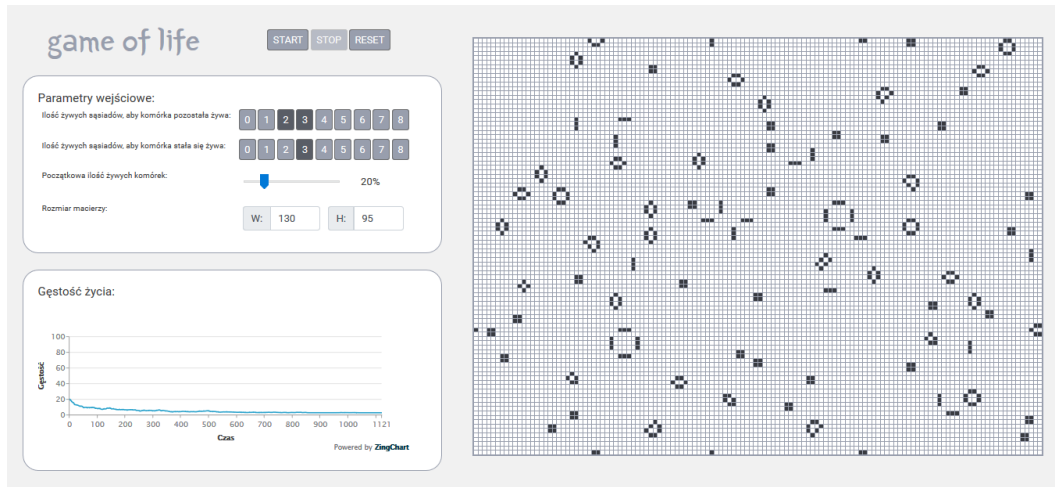 game of life
START STOP RESET
Parametry wejściowe:
Ilość żywych sąsiadów, aby komórka pozostała żywa: 0 1 2 3 4 5 6 7 8
Ilość żywych sąsiadów, aby komórka stała się żywa: 0 1 2 3 4 5 6 7 8
Początkowa ilość żywych komórek: 20%
Rozmiar macierzy: W: 130 H: 95
Gęstość życia:
100
80
60
40
20
0
Gęstość
0 100 200 300 400 500 600 700 800 900 1000 1121
Czas
Powered by ZingChart